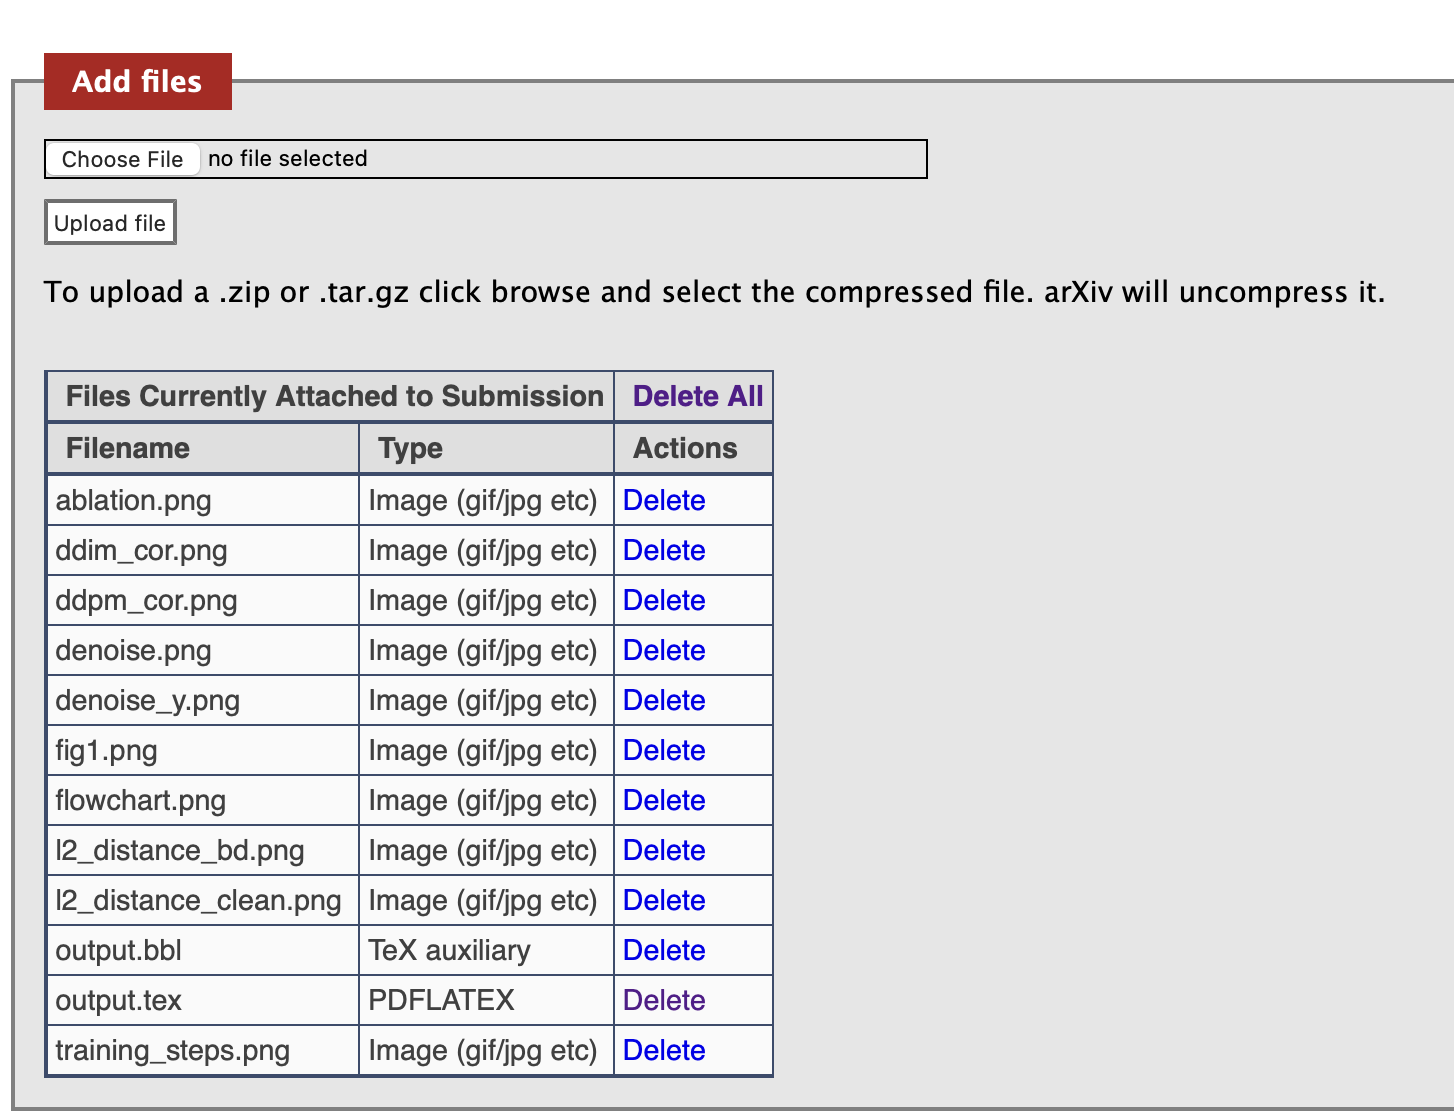 Add files
Choose File no file selected
Upload file
To upload a .zip or .tar.gz click browse and select the compressed file. arXiv will uncompress it.
Files Currently Attached to Submission Delete All
Filename Type Actions
ablation.png Image (gif/jpg etc) Delete
ddim_cor.png Image (gif/jpg etc) Delete
ddpm_cor.png Image (gif/jpg etc) Delete
denoise.png Image (gif/jpg etc) Delete
denoise_y.png Image (gif/jpg etc) Delete
fig1.png Image (gif/jpg etc) Delete
flowchart.png Image (gif/jpg etc) Delete
l2_distance_bd.png Image (gif/jpg etc) Delete
l2_distance_clean.png Image (gif/jpg etc) Delete
output.bbl TeX auxiliary Delete
output.tex PDFLATEX Delete
training_steps.png Image (gif/jpg etc) Delete